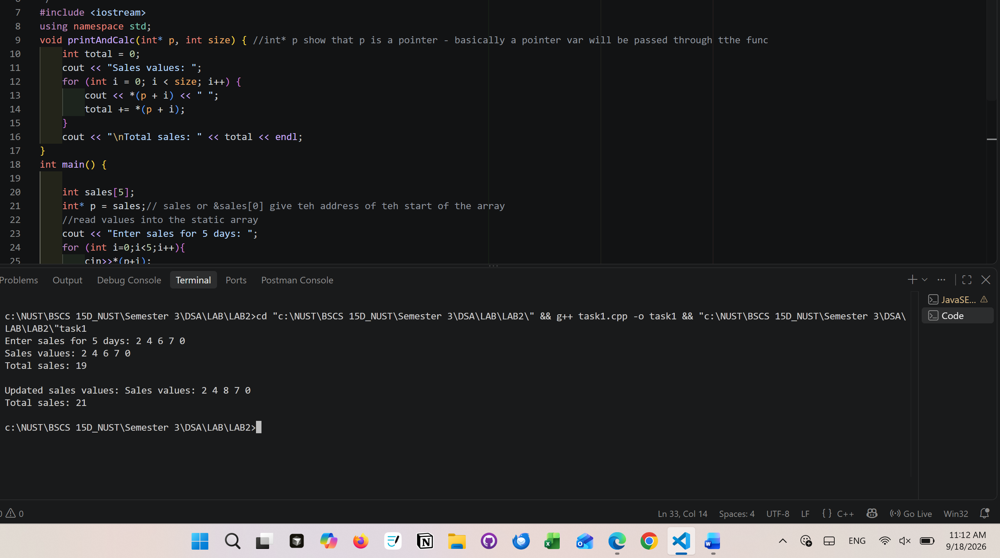 7 #include <iostream>
8 using namespace std;
9 void printAndCalc(int* p, int size) { //int* p show that p is a pointer - basically a pointer var will be passed through tthe func
10 int total = 0;
11 cout << "Sales values: ";
12 for (int i = 0; i < size; i++) {
13 cout << *(p + i) << " ";
14 total += *(p + i);
15 }
16 cout << "\nTotal sales: " << total << endl;
17 }
18 int main() {
19
20 int sales[5];
21 int* p = sales;// sales or &sales[0] give teh address of teh start of the array
22 //read values into the static array
23 cout << "Enter sales for 5 days: ";
24 for (int i=0;i<5;i++){
25 cin>>*(p+i);
Problems Output Debug Console Terminal Ports Postman Console
JavaSE...
Code
c:\NUST\BSCS 15D_NUST\Semester 3\DSA\LAB\LAB2>cd "c:\NUST\BSCS 15D_NUST\Semester 3\DSA\LAB\LAB2\" && g++ task1.cpp -o task1 && "c:\NUST\BSCS 15D_NUST\Semester 3\DSA\
LAB\LAB2\"task1
Enter sales for 5 days: 2 4 6 7 0
Sales values: 2 4 6 7 0
Total sales: 19
Updated sales values: Sales values: 2 4 8 7 0
Total sales: 21
c:\NUST\BSCS 15D_NUST\Semester 3\DSA\LAB\LAB2>
0 Ln 33, Col 14 Spaces: 4 UTF-8 LF { } C++ Go Live Win32
ENG 11:12 AM
9/18/2026